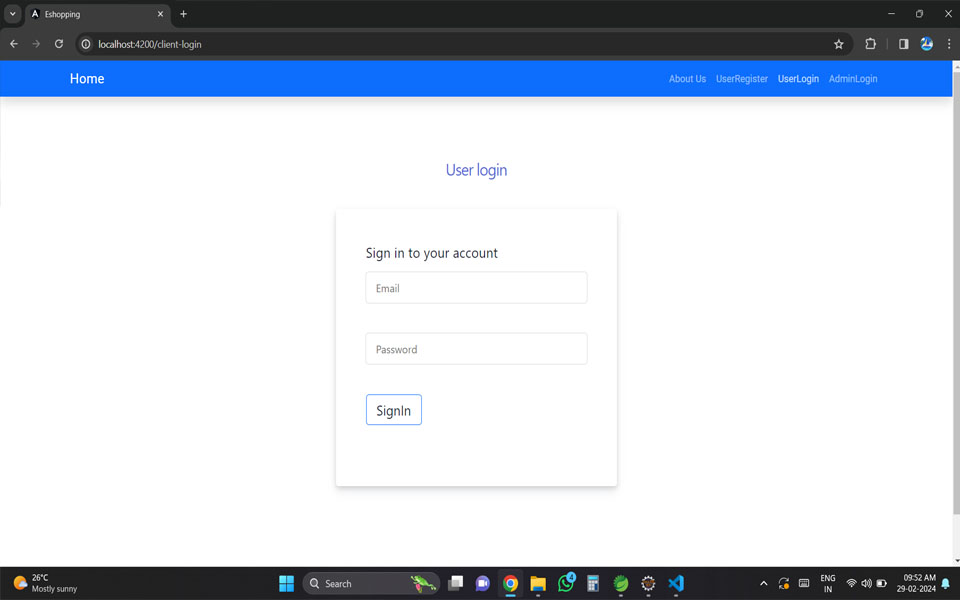 Eshopping
localhost:4200/client-login
Home
About Us UserRegister UserLogin AdminLogin
User login
Sign in to your account
Email
Password
SignIn
26°C
Mostly sunny
Search
4
ENG
IN
09:52 AM
29-02-2024